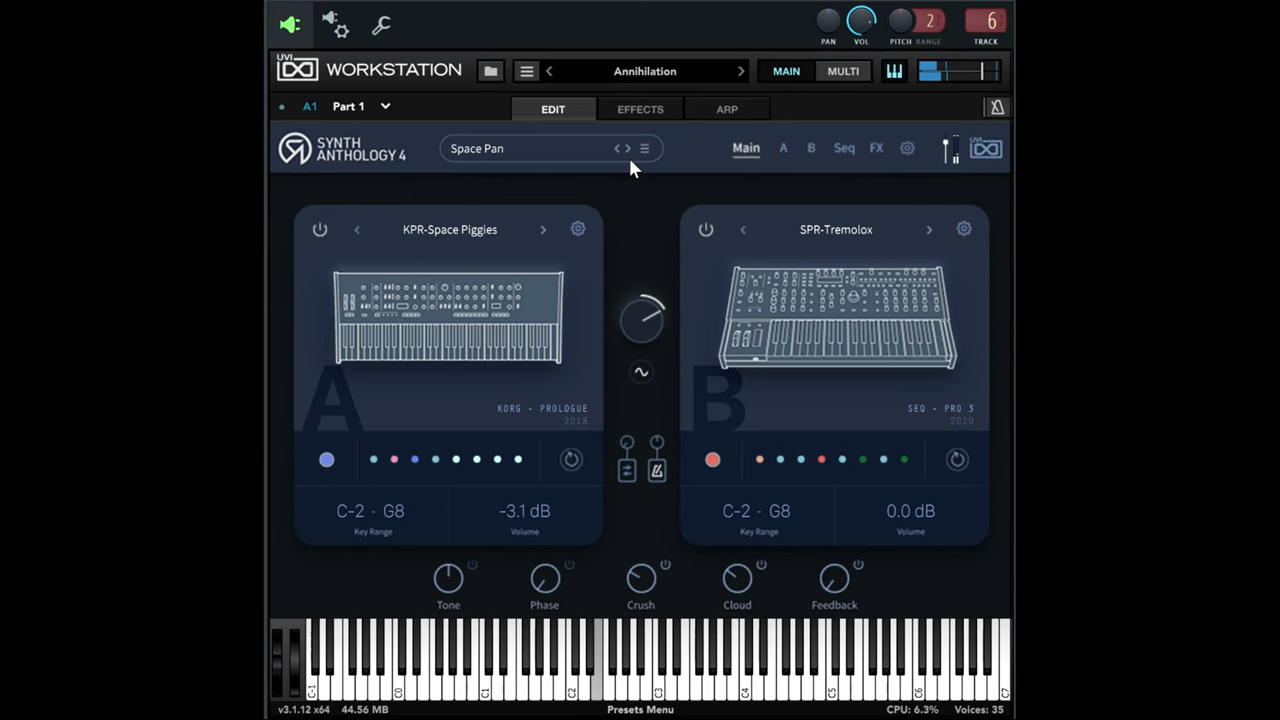 2
6
PAN
VOL
PITCH RANGE
TRACK
UVI
WORKSTATION
Annihilation
MAIN
MULTI
A1
Part 1
EDIT
EFFECTS
ARP
SYNTH
ANTHOLOGY 4
Space Pan
Main
A
B
Seq
FX
KPR-Space Piggies
SPR-Tremolox
A
KORG - PROLOGUE
2018
B
SEQ - PRO 3
2020
C-2 - G8
-3.1 dB
Key Range
Volume
C-2 - G8
0.0 dB
Key Range
Volume
Tone
Phase
Crush
Cloud
Feedback
C-1
C0
C1
C2
C3
C4
C5
C6
C7
v3.1.12 x64
44.56 MB
Presets Menu
CPU: 6.3%
Voices: 35